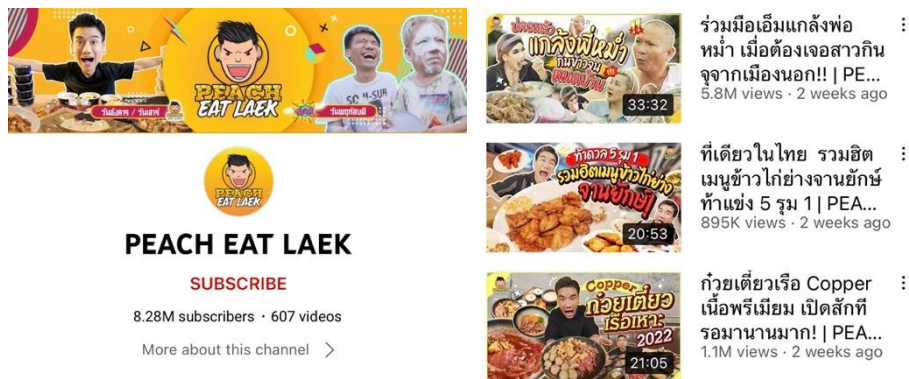 PEACH
EAT LAEK
วันอังคาร / วันเสาร์
วันพฤหัสบดี
PEACH
EAT LAEK
PEACH EAT LAEK
SUBSCRIBE
8.28M subscribers · 607 videos
More about this channel
แกล้งพี่หม่ำ
กินข้าวจน
33:32
ร่วมมือเอ็มแกล้งพ่อ
หม่ำ เมื่อต้องเจอสาวกิน
จุจากเมืองนอก!! | PE...
5.8M views · 2 weeks ago
ท้าดวล 5 รุม 1
รวมฮิตเมนูข้าวไก่ย่าง
จานยักษ์!
20:53
ที่เดียวในไทย รวมฮิต
เมนูข้าวไก่ย่างจานยักษ์
ท้าแข่ง 5 รุม 1 | PEA...
895K views · 2 weeks ago
Copper
ก๋วยเตี๋ยว
เรือเหาะ
2022
21:05
ก๋วยเตี๋ยวเรือ Copper
เนื้อพรีเมียม เปิดสักที
รอมานานมาก! | PEA...
1.1M views · 2 weeks ago